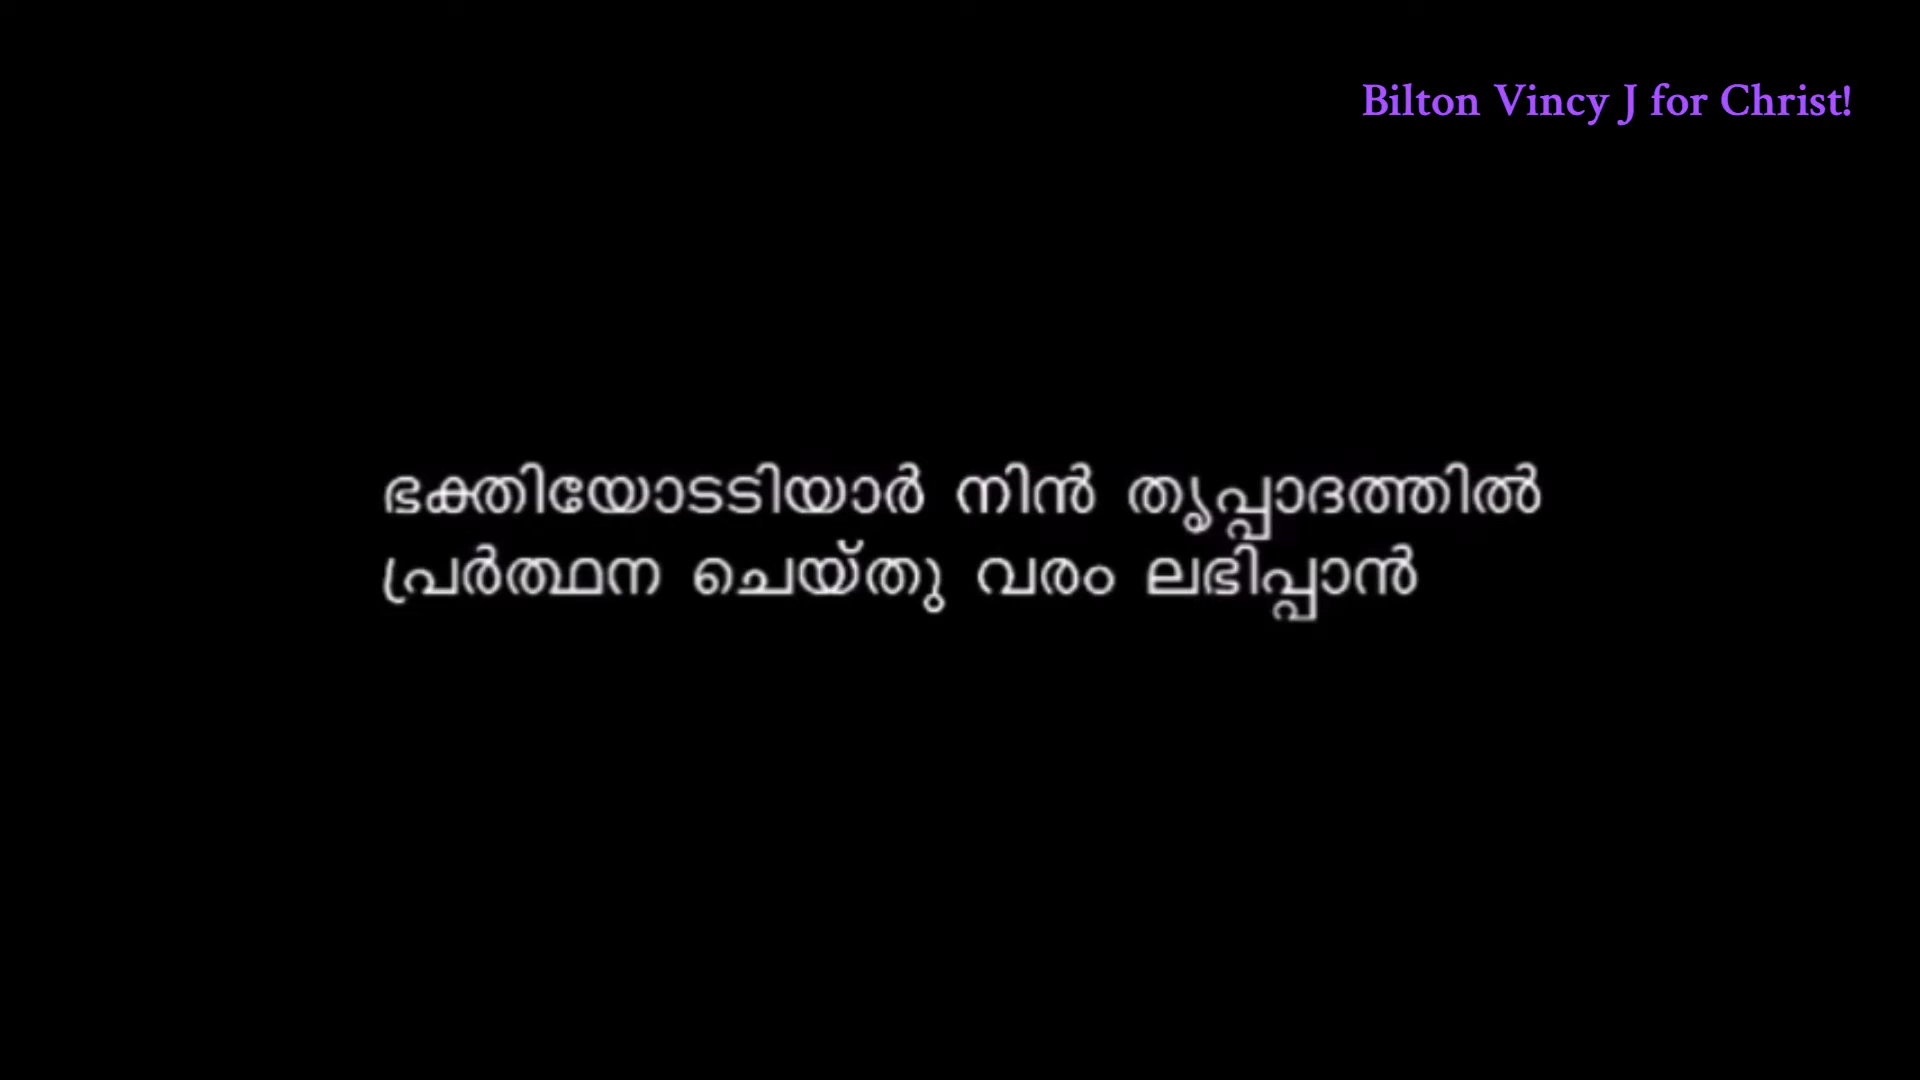 Bilton Vincy J for Christ!
ഭക്തിയോടടിയാർ നിൻ തൃപ്പാദത്തിൽ
പ്രർത്ഥന ചെയ്തു വരം ലഭിപ്പാൻ